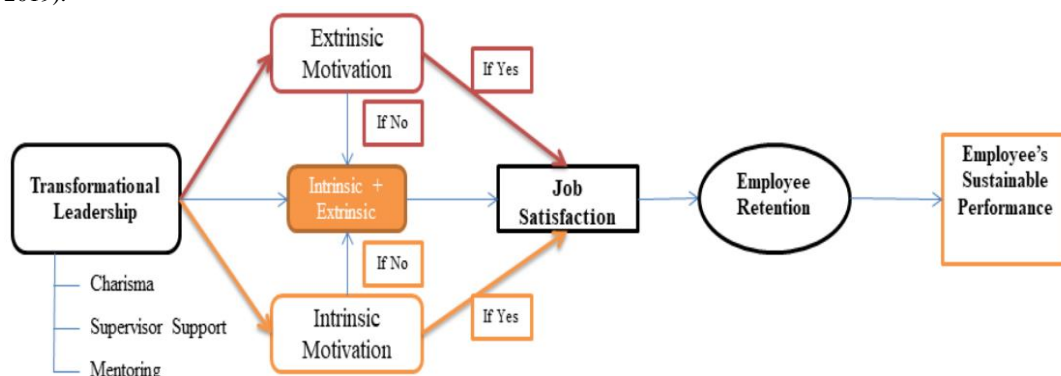 2019).
Extrinsic
Motivation
If Yes
If No
Transformational
Leadership
Intrinsic +
Extrinsic
Job
Satisfaction
Employee
Retention
Employee's
Sustainable
Performance
If No
Intrinsic
Motivation
If Yes
Charisma
Supervisor Support
Mentoring